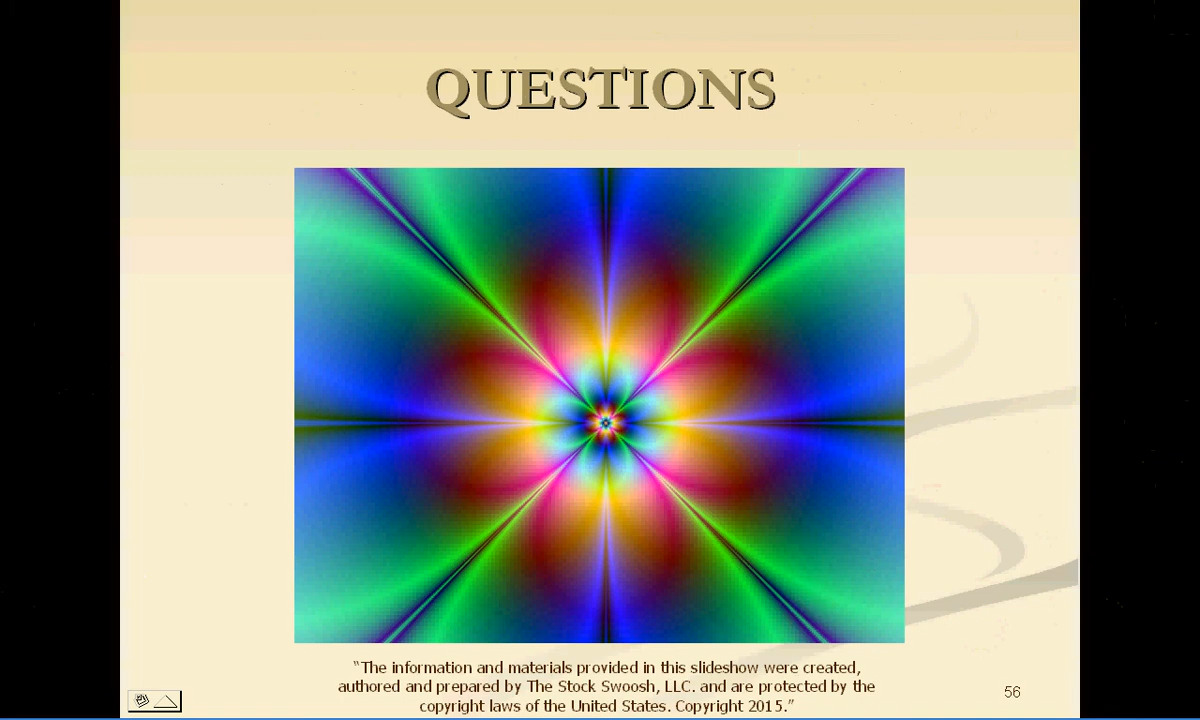 QUESTIONS
“The information and materials provided in this slideshow were created,
authored and prepared by The Stock Swoosh, LLC. and are protected by the
copyright laws of the United States. Copyright 2015.”
56